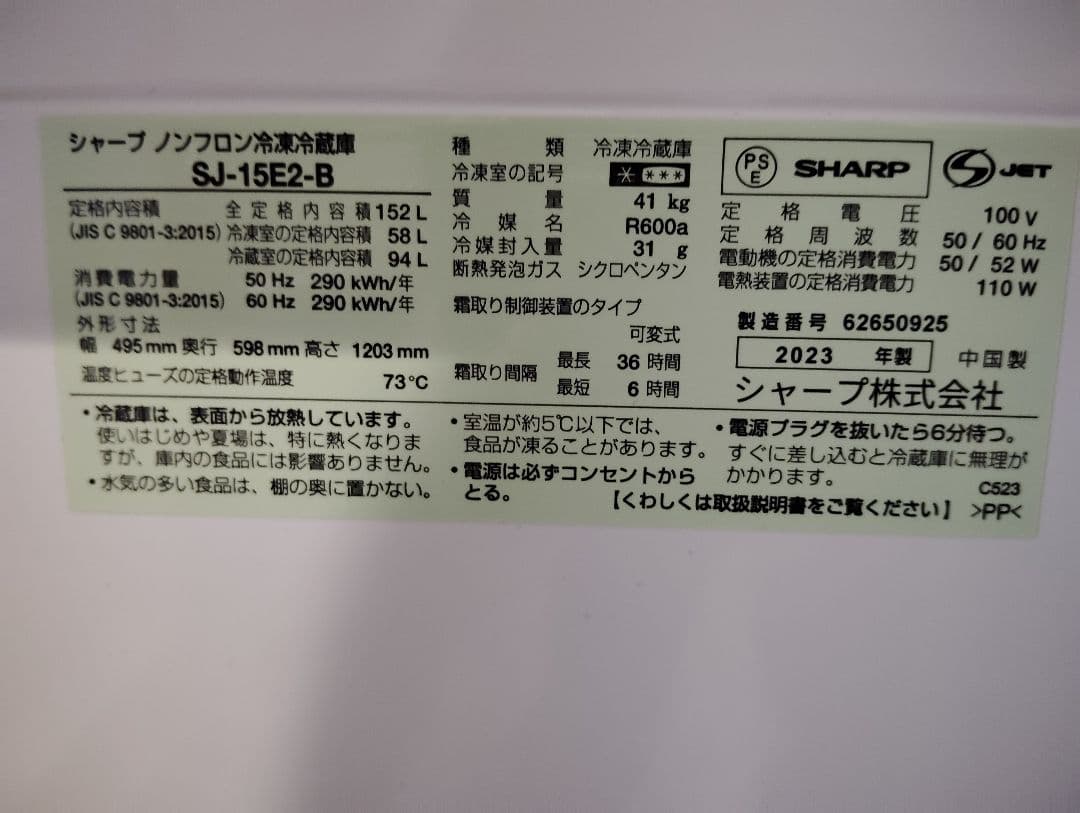 シャープ ノンフロン冷凍冷蔵庫
SJ-15E2-B
定格内容積 全定格内容積 152 L
(JIS C 9801-3:2015) 冷凍室の定格内容積 58 L
冷蔵室の定格内容積 94 L
消費電力量 50 Hz 290 kWh/年
(JIS C 9801-3:2015) 60 Hz 290 kWh/年
外形寸法
幅 495 mm 奥行 598 mm 高さ 1203 mm
温度ヒューズの定格動作温度 73℃
種類 冷凍冷蔵庫
冷凍室の記号 * ***
質量 41 kg
冷媒名 R600a
冷媒封入量 31 g
断熱発泡ガス シクロペンタン
霜取り制御装置のタイプ
可変式
霜取り間隔 最長 36 時間
最短 6 時間
PS E SHARP S JET
定格電圧 100 V
定格周波数 50 / 60 Hz
電動機の定格消費電力 50 / 52 W
電熱装置の定格消費電力 110 W
製造番号 62650925
2023 年製 中国製
シャープ株式会社
・冷蔵庫は、表面から放熱しています。
使いはじめや夏場は、特に熱くなりま
すが、庫内の食品には影響ありません。
・水気の多い食品は、棚の奥に置かない。
・室温が約5℃以下では、
食品が凍ることがあります。
・電源は必ずコンセントから
とる。
・電源プラグを抜いたら6分待つ。
すぐに差し込むと冷蔵庫に無理が
かかります。
C523
【くわしくは取扱説明書をご覧ください】 >PP<